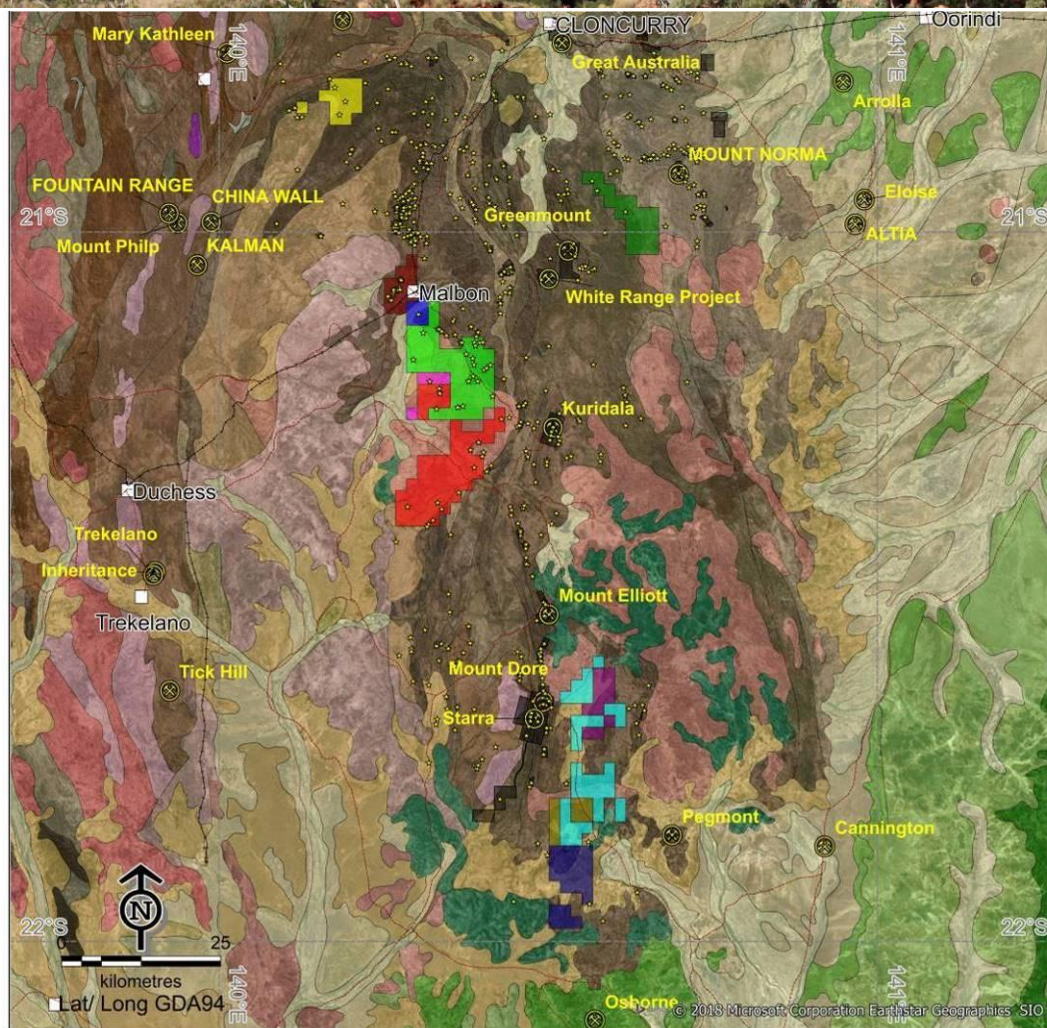 CLONCURRY
Oorindi
Mary Kathleen
140°E
Great Australia
141°E
Arrolla
MOUNT NORMA
FOUNTAIN RANGE
CHINA WALL
Eloise
21°S
Greenmount
21°S
Mount Philp
KALMAN
ALTIA
Malbon
White Range Project
Kuridala
Duchess
Trekelano
Inheritance
Mount Elliott
Trekelano
Tick Hill
Mount Dore
Starra
Pegmont
Cannington
N
22°S
22°S
0 25
kilometres
140°E
141°E
Lat/ Long GDA94
Osborne
© 2018 Microsoft Corporation Earthstar Geographics SIO